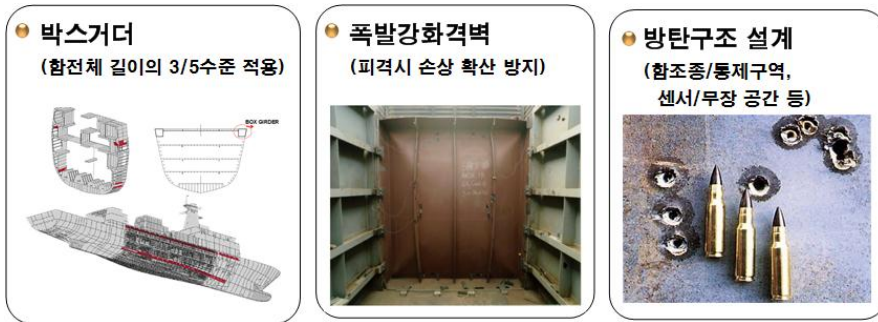 박스거더
(함전체 길이의 3/5수준 적용)
BOX GIRDER
폭발강화격벽
(피격시 손상 확산 방지)
방탄구조 설계
(함조종/통제구역,
센서/무장 공간 등)